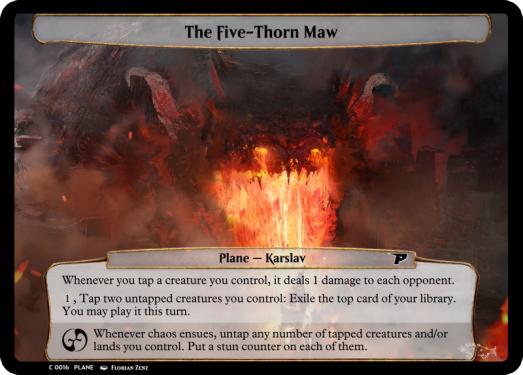 The Five-Thorn Maw
Plane — Karslav
Whenever you tap a creature you control, it deals 1 damage to each opponent.
1 , Tap two untapped creatures you control: Exile the top card of your library.
You may play it this turn.
Whenever chaos ensues, untap any number of tapped creatures and/or
lands you control. Put a stun counter on each of them.
C 0016 PLANE FLORIAN ZENZ